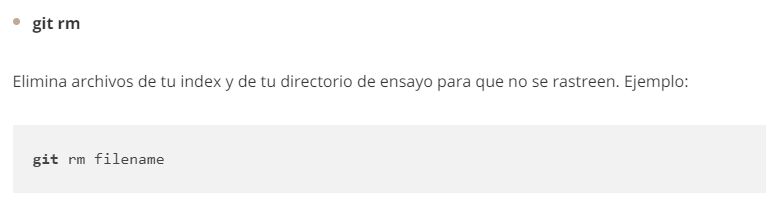 git rm
Elimina archivos de tu index y de tu directorio de ensayo para que no se rastreen. Ejemplo:
git rm filename